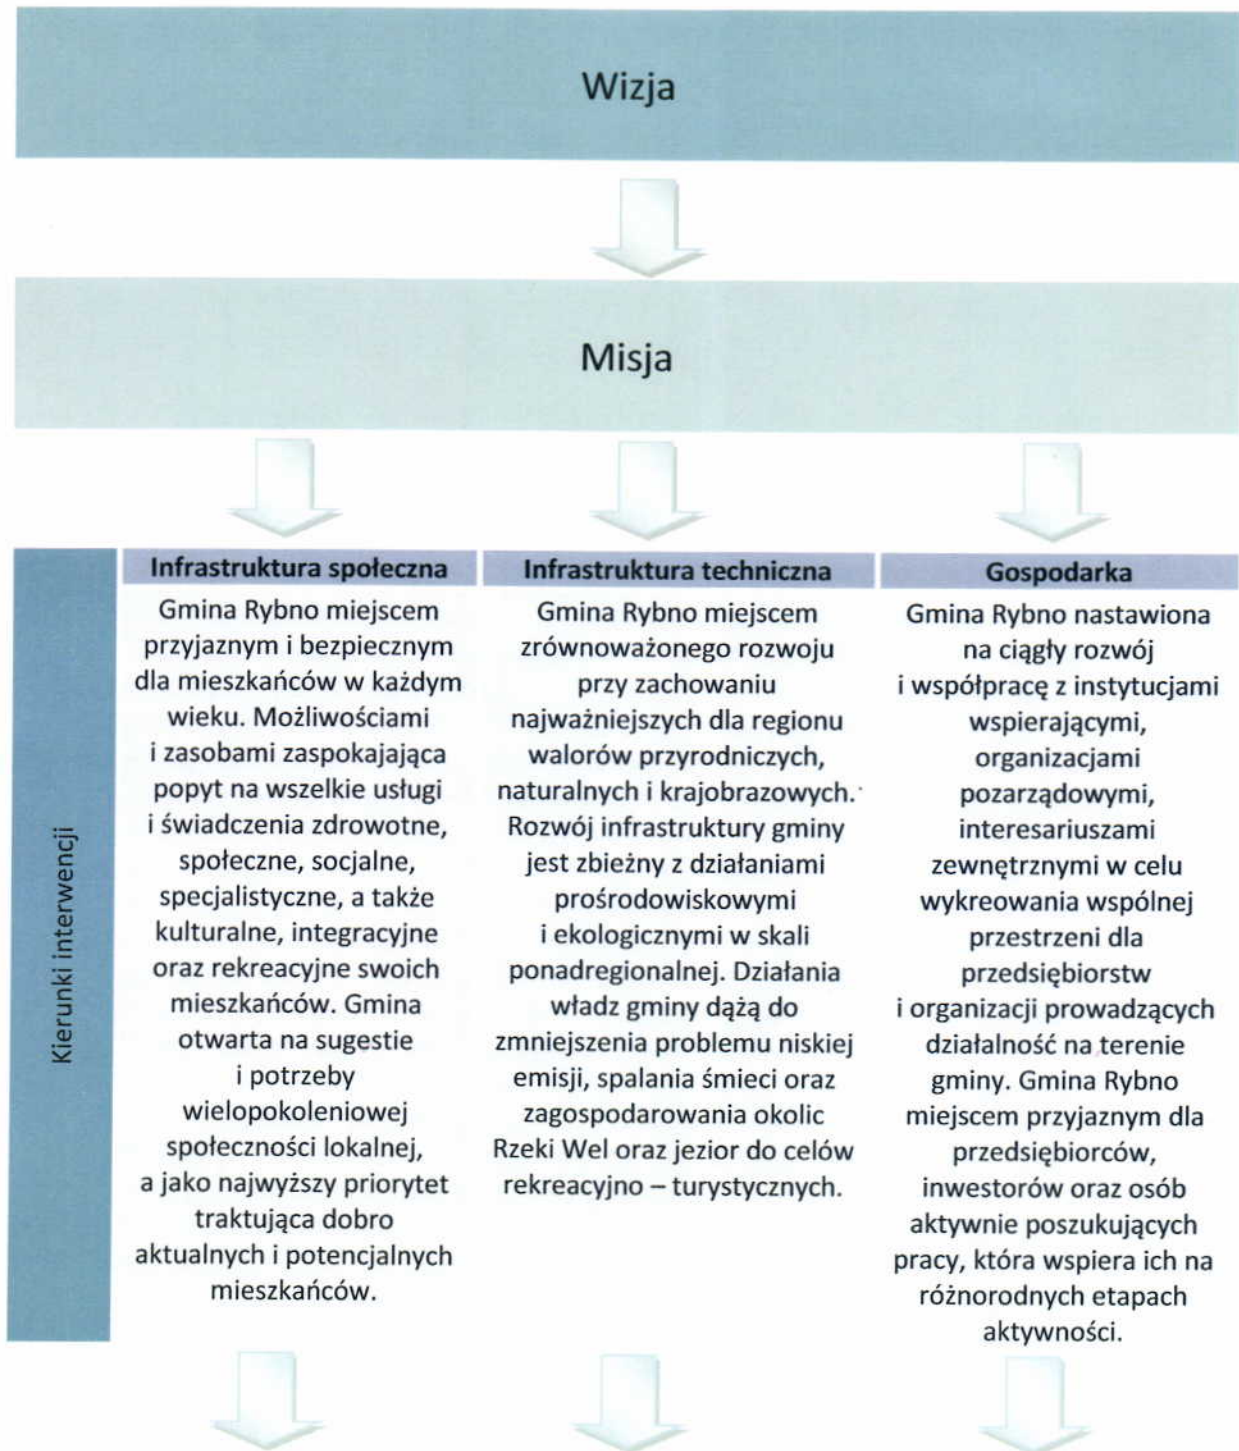 Wizja
Misja
Kierunki interwencji
Infrastruktura społeczna
Gmina Rybno miejscem
przyjaznym i bezpiecznym
dla mieszkańców w każdym
wieku. Możliwościami
i zasobami zaspokajająca
popyt na wszelkie usługi
i świadczenia zdrowotne,
społeczne, socjalne,
specjalistyczne, a także
kulturalne, integracyjne
oraz rekreacyjne swoich
mieszkańców. Gmina
otwarta na sugestie
i potrzeby
wielopokoleniowej
społeczności lokalnej,
a jako najwyższy priorytet
traktująca dobro
aktualnych i potencjalnych
mieszkańców.
Infrastruktura techniczna
Gmina Rybno miejscem
zrównoważonego rozwoju
przy zachowaniu
najważniejszych dla regionu
walorów przyrodniczych,
naturalnych i krajobrazowych.
Rozwój infrastruktury gminy
jest zbieżny z działaniami
prośrodowiskowymi
i ekologicznymi w skali
ponadregionalnej. Działania
władz gminy dążą do
zmniejszenia problemu niskiej
emisji, spalania śmieci oraz
zagospodarowania okolic
Rzeki Wel oraz jezior do celów
rekreacyjno – turystycznych.
Gospodarka
Gmina Rybno nastawiona
na ciągły rozwój
i współpracę z instytucjami
wspierającymi,
organizacjami
pozarządowymi,
interesariuszami
zewnętrznymi w celu
wykreowania wspólnej
przestrzeni dla
przedsiębiorstw
i organizacji prowadzących
działalność na terenie
gminy. Gmina Rybno
miejscem przyjaznym dla
przedsiębiorców,
inwestorów oraz osób
aktywnie poszukujących
pracy, która wspiera ich na
różnorodnych etapach
aktywności.